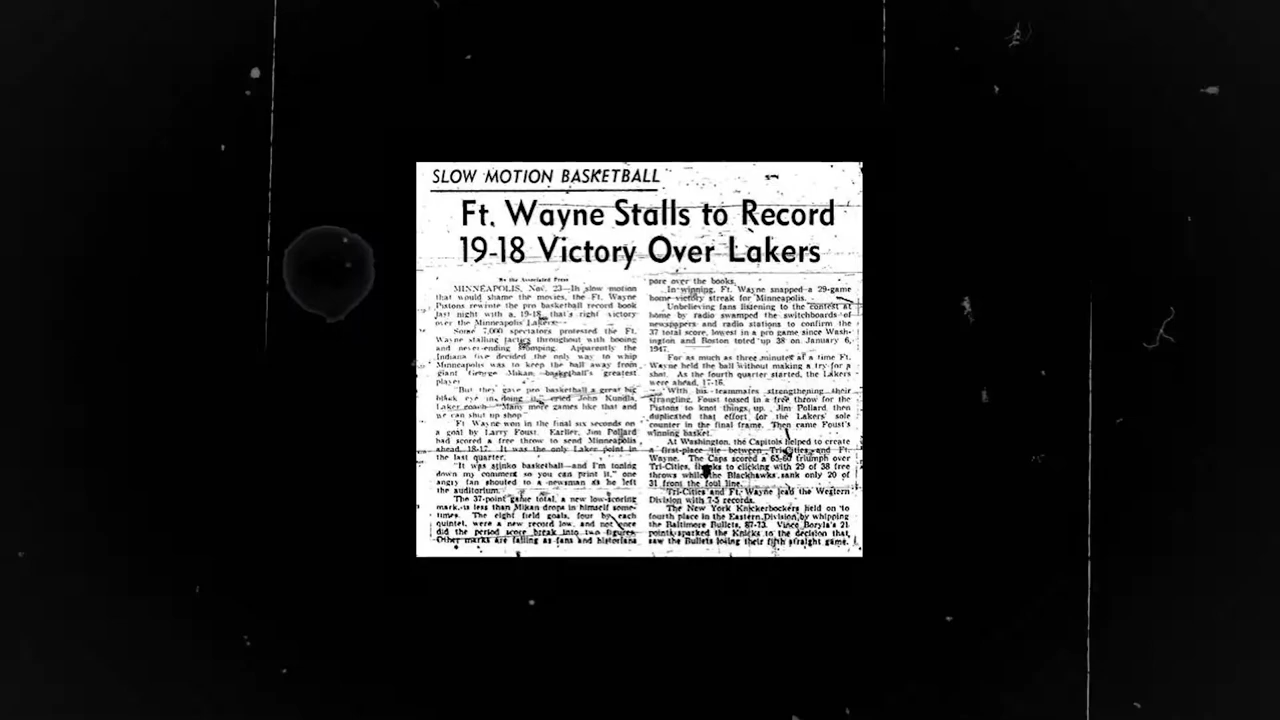 SLOW MOTION BASKETBALL
Ft. Wayne Stalls to Record
19-18 Victory Over Lakers
By the Associated Press
MINNEAPOLIS, Nov. 23—In slow motion
that would shame the movies, the Ft. Wayne
Pistons rewrote the pro basketball record book
last night with a 19-18, that's right victory
over the Minneapolis Lakers.
Some 7,000 spectators protested the Ft.
Wayne stalling tactics throughout with booing
and never-ending stomping. Apparently the
Indiana five decided the only way to whip
Minneapolis was to keep the ball away from
giant George Mikan, basketball's greatest
player.
"But they gave pro basketball a great big
black eye in doing it," cried John Kundla,
Laker coach. "Many more games like that and
we can shut up shop"
Ft Wayne won in the final six seconds on
a goal by Larry Foust. Earlier, Jim Pollard
had scored a free throw to send Minneapolis
ahead, 18-17. It was the only Laker point in
the last quarter.
"It was stinko basketball—and I'm toning
down my comment so you can print it," one
angry fan shouted to a newsman as he left
the auditorium.
The 37-point game total, a new low-scoring
mark, is less than Mikan drops in himself some-
times. The eight field goals, four by each
quintet, were a new record low, and not once
did the period score break into two figures.
Other marks are falling as fans and historians
pore over the books.
In winning, Ft. Wayne snapped a 29-game
home victory streak for Minneapolis.
Unbelieving fans listening to the contest at
home by radio swamped the switchboards of
newspapers and radio stations to confirm the
37 total score, lowest in a pro game since Wash-
ington and Boston toted up 38 on January 6,
1947.
For as much as three minutes at a time Ft.
Wayne held the ball without making a try for a
shot. As the fourth quarter started, the Lakers
were ahead, 17-16.
With his teammates strengthening their
strangling, Foust tossed in a free throw for the
Pistons to knot things up. Jim Pollard then
duplicated that effort for the Lakers' sole
counter in the final frame. Then came Foust's
winning basket.
At Washington, the Capitols helped to create
a first-place tie between Tri-Cities and Ft.
Wayne. The Caps scored a 65-60 triumph over
Tri-Cities, thanks to clicking with 29 of 38 free
throws while the Blackhawks sank only 20 of
31 from the foul line.
Tri-Cities and Ft. Wayne lead the Western
Division with 7-5 records.
The New York Knickerbockers held on to
fourth place in the Eastern Division by whipping
the Baltimore Bullets, 87-73. Vince Boryla's 21
points sparked the Knicks to the decision that
saw the Bullets losing their fifth straight game.